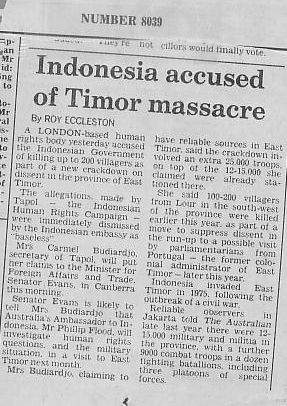 NUMBER 8039
They're not cillors would finally vote.
Indonesia accused
of Timor massacre
By ROY ECCLESTON
A LONDON-based human
rights body yesterday accused
the Indonesian Government
of killing up to 200 villagers as
part of a new crackdown on
dissent in the province of East
Timor.
The allegations, made by
Tapol – the Indonesian
Human Rights Campaign –
were immediately dismissed
by the Indonesian embassy as
"baseless".
Mrs Carmel Budiardjo,
secretary of Tapol, will put
her claims to the Minister for
Foreign Affairs and Trade,
Senator Evans, in Canberra
this morning.
Senator Evans is likely to
tell Mrs Budiardjo that
Australia's Ambassador to In-
donesia, Mr Philip Flood, will
investigate human rights
questions, and the military
situation, in a visit to East
Timor next month.
Mrs Budiardjo, claiming to
have reliable sources in East
Timor, said the crackdown in-
volved an extra 25,000 troops,
on top of the 12-15,000 she
claimed were already sta-
tioned there.
She said 100-200 villagers
from Lour in the south-west
of the province were killed
earlier this year, as part of a
move to suppress dissent in
the run-up to a possible visit
by parliamentarians from
Portugal – the former colo-
nial administrator of East
Timor – later this year.
Indonesia invaded East
Timor in 1975, following the
outbreak of a civil war.
Reliable observers in
Jakarta told The Australian
late last year there were 12-
15,000 military and militia in
the province, with a further
9000 combat troops in a dozen
fighting battalions, including
three platoons of special
forces.